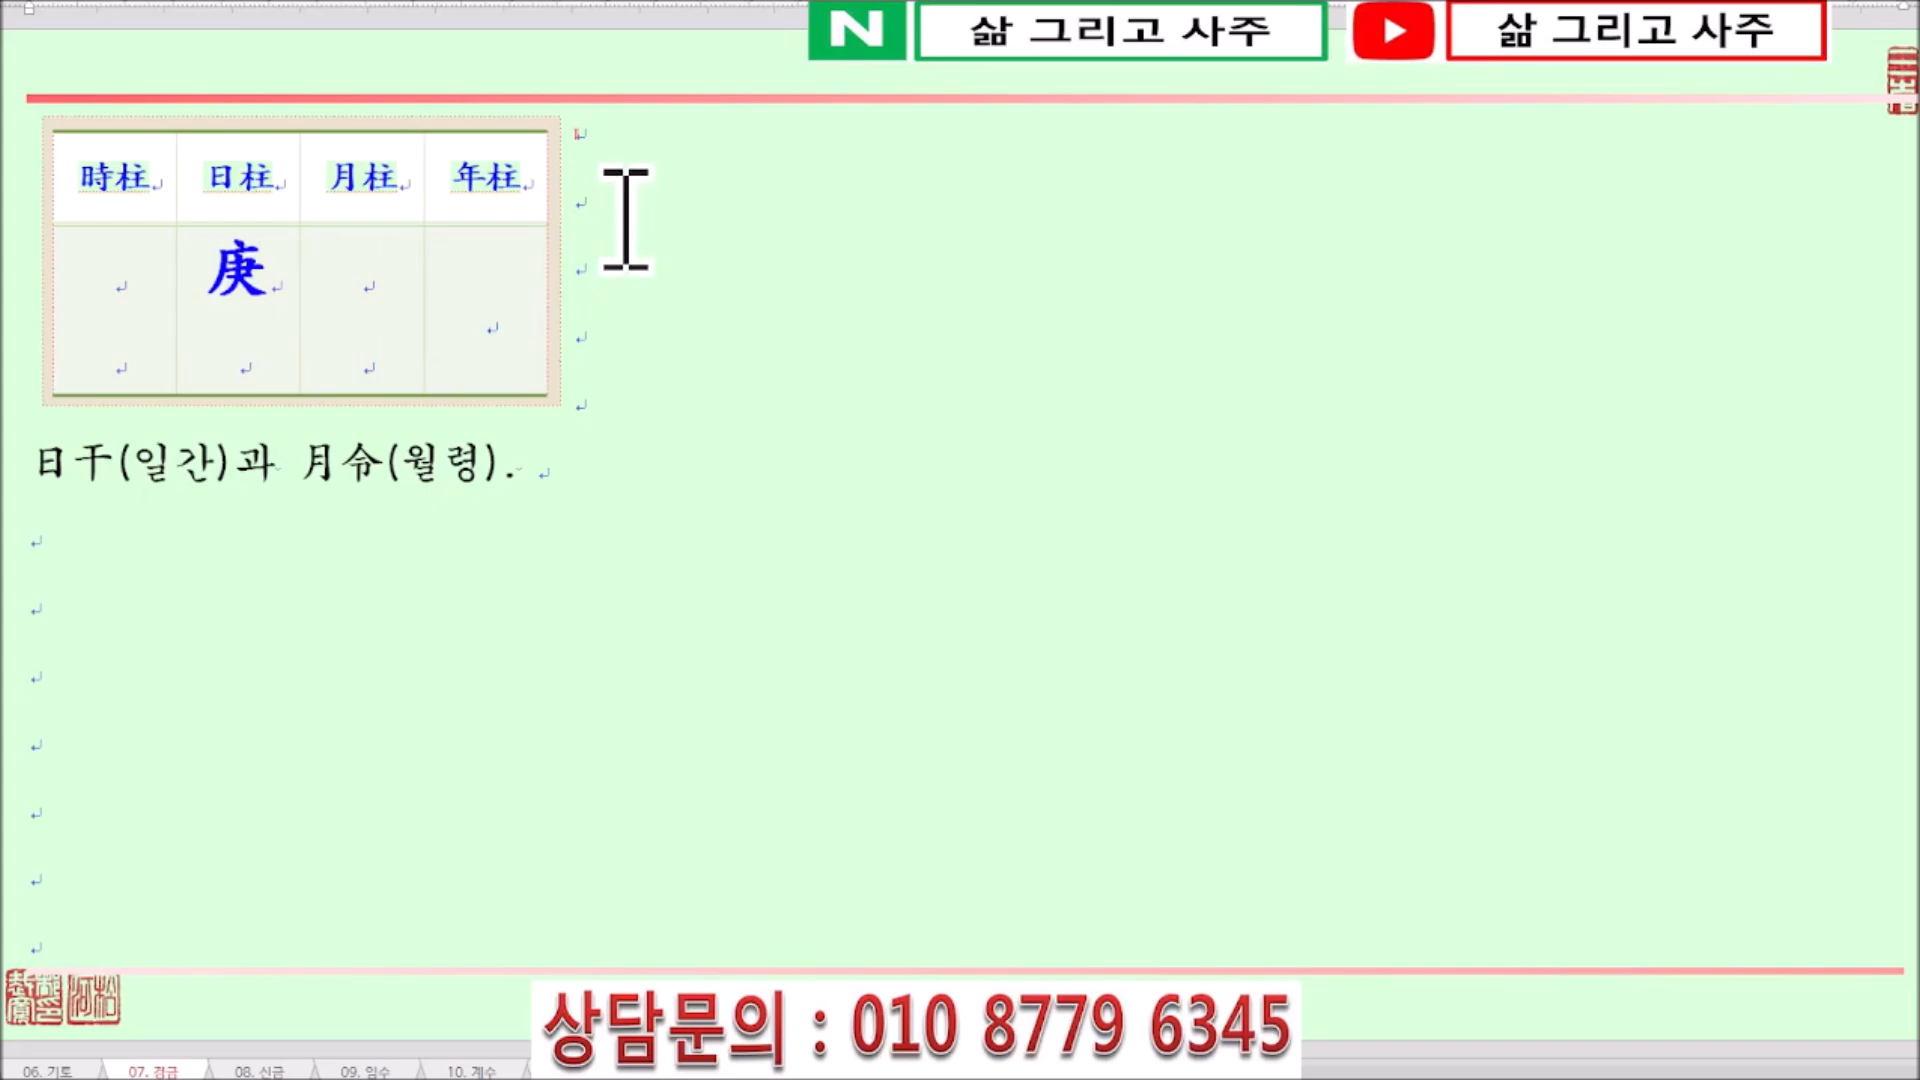 N 삶 그리고 사주 삶 그리고 사주
時柱 日柱 月柱 年柱
庚
日干(일간)과 月令(월령).
상담문의 : 010 8779 6345
06. 기토 07. 경금 08. 신금 09. 임수 10. 계수